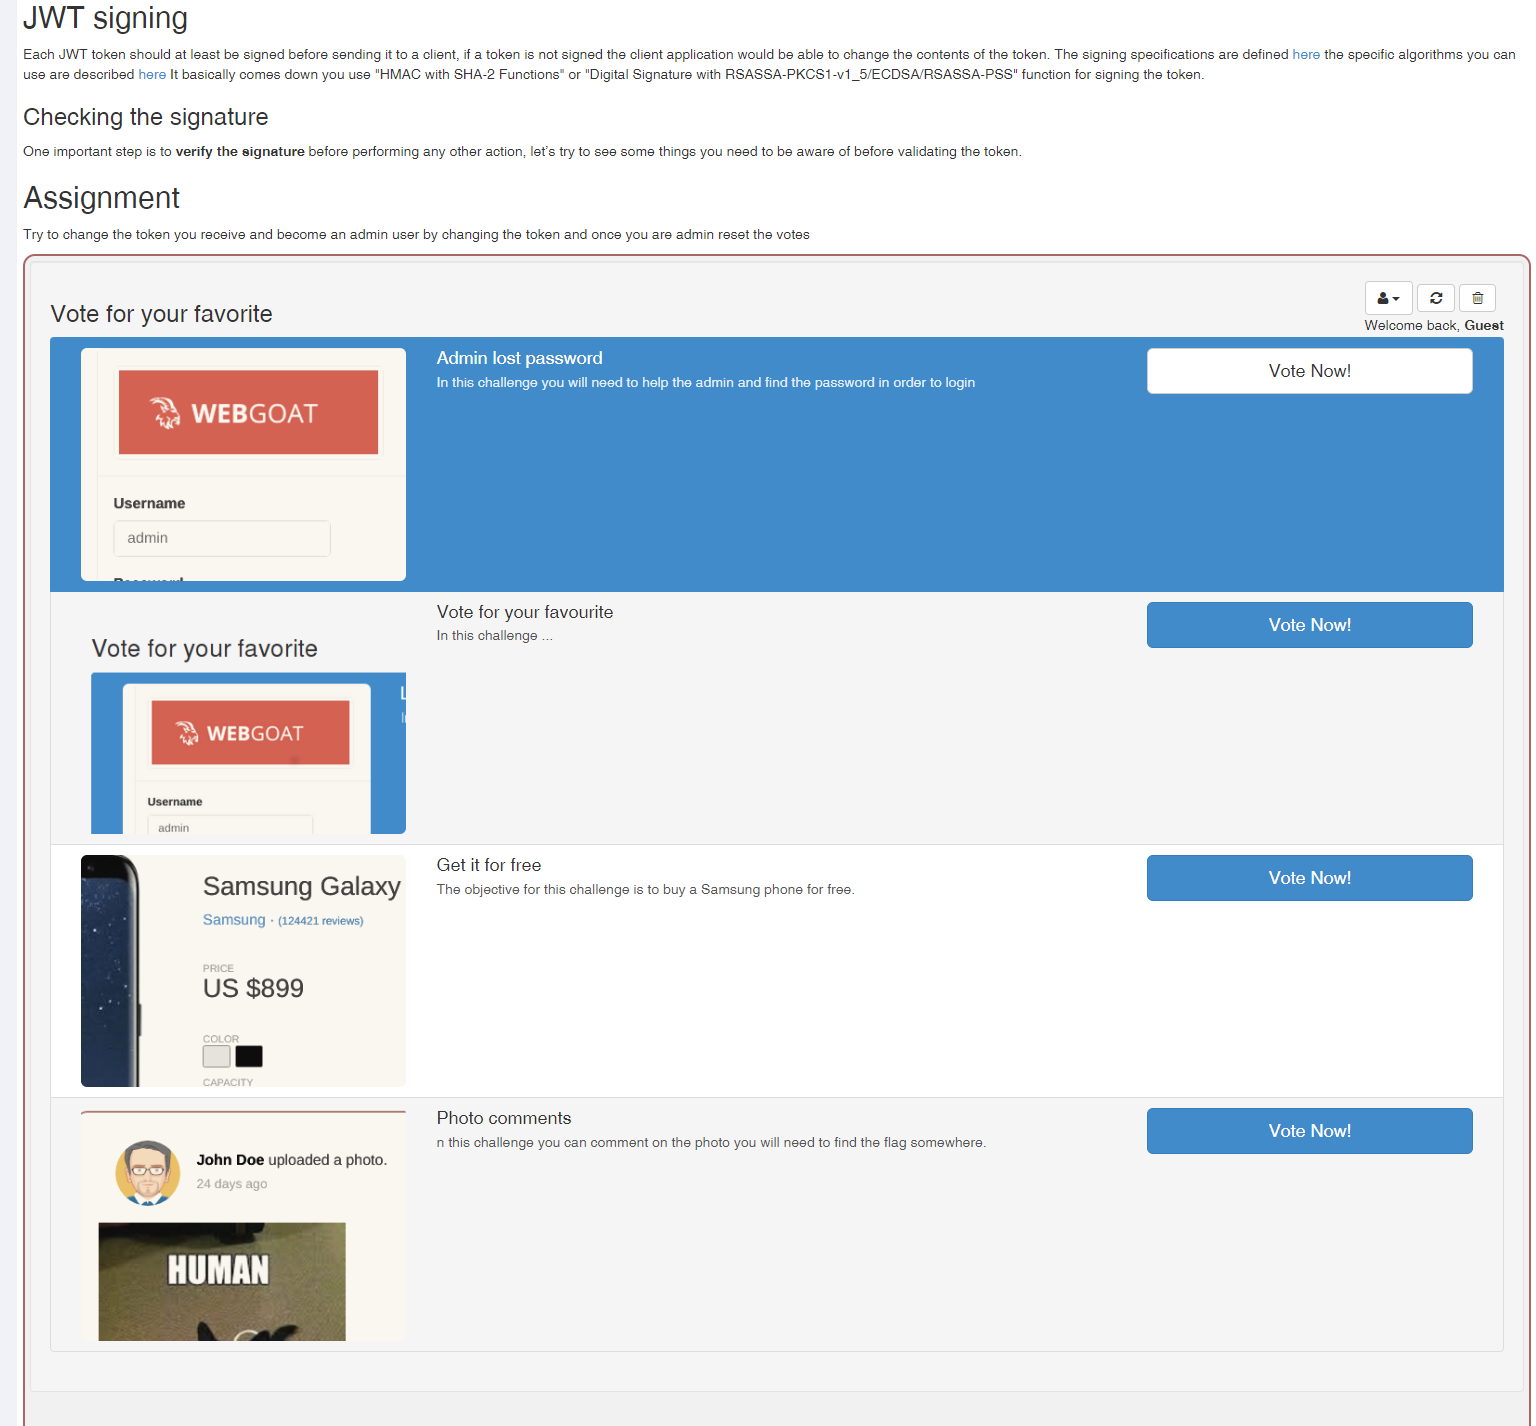 JWT signing
Each JWT token should at least be signed before sending it to a client, if a token is not signed the client application would be able to change the contents of the token. The signing specifications are defined here the specific algorithms you can
use are described here It basically comes down you use "HMAC with SHA-2 Functions" or "Digital Signature with RSASSA-PKCS1-v1_5/ECDSA/RSASSA-PSS" function for signing the token.
Checking the signature
One important step is to verify the signature before performing any other action, let's try to see some things you need to be aware of before validating the token.
Assignment
Try to change the token you receive and become an admin user by changing the token and once you are admin reset the votes
Vote for your favorite
Welcome back, Guest
Admin lost password
In this challenge you will need to help the admin and find the password in order to login
Vote Now!
WEBGOAT
Username
admin
Password
Vote for your favourite
In this challenge ...
Vote Now!
Vote for your favorite
WEBGOAT
Username
admin
Get it for free
The objective for this challenge is to buy a Samsung phone for free.
Vote Now!
Samsung Galaxy
Samsung · (124421 reviews)
PRICE
US $899
COLOR
CAPACITY
Photo comments
n this challenge you can comment on the photo you will need to find the flag somewhere.
Vote Now!
John Doe uploaded a photo.
24 days ago
HUMAN